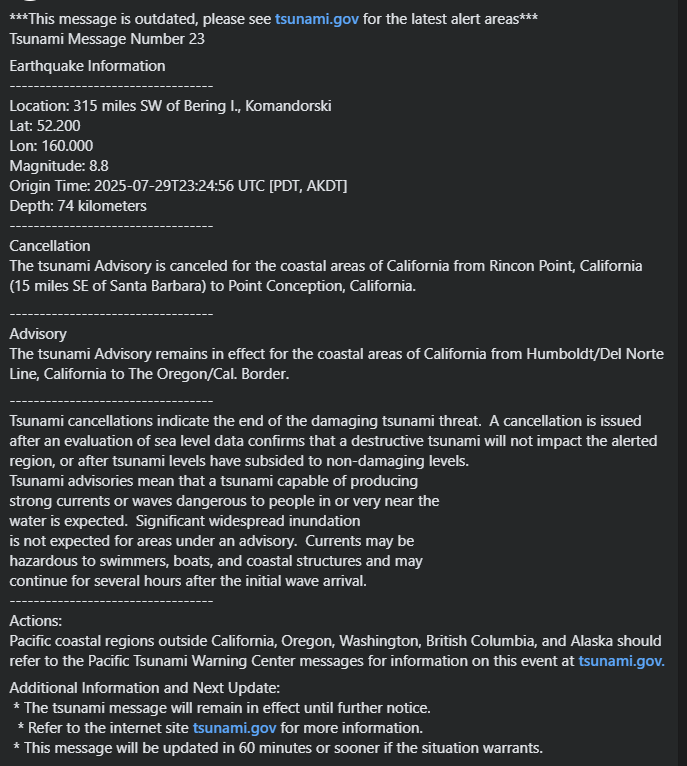 ***This message is outdated, please see tsunami.gov for the latest alert areas***
Tsunami Message Number 23
Earthquake Information
----------------------------------
Location: 315 miles SW of Bering I., Komandorski
Lat: 52.200
Lon: 160.000
Magnitude: 8.8
Origin Time: 2025-07-29T23:24:56 UTC [PDT, AKDT]
Depth: 74 kilometers
----------------------------------
Cancellation
The tsunami Advisory is canceled for the coastal areas of California from Rincon Point, California
(15 miles SE of Santa Barbara) to Point Conception, California.
----------------------------------
Advisory
The tsunami Advisory remains in effect for the coastal areas of California from Humboldt/Del Norte
Line, California to The Oregon/Cal. Border.
----------------------------------
Tsunami cancellations indicate the end of the damaging tsunami threat.  A cancellation is issued
after an evaluation of sea level data confirms that a destructive tsunami will not impact the alerted
region, or after tsunami levels have subsided to non-damaging levels.
Tsunami advisories mean that a tsunami capable of producing
strong currents or waves dangerous to people in or very near the
water is expected.  Significant widespread inundation
is not expected for areas under an advisory.  Currents may be
hazardous to swimmers, boats, and coastal structures and may
continue for several hours after the initial wave arrival.
----------------------------------
Actions:
Pacific coastal regions outside California, Oregon, Washington, British Columbia, and Alaska should
refer to the Pacific Tsunami Warning Center messages for information on this event at tsunami.gov.
Additional Information and Next Update:
* The tsunami message will remain in effect until further notice.
* Refer to the internet site tsunami.gov for more information.
* This message will be updated in 60 minutes or sooner if the situation warrants.